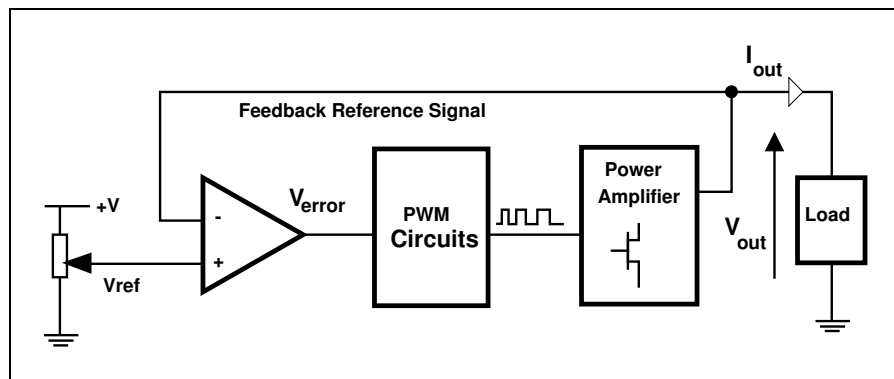 I out
Feedback Reference Signal
Power
Amplifier
+V
-
V error
PWM
Circuits
V out
Load
+
Vref